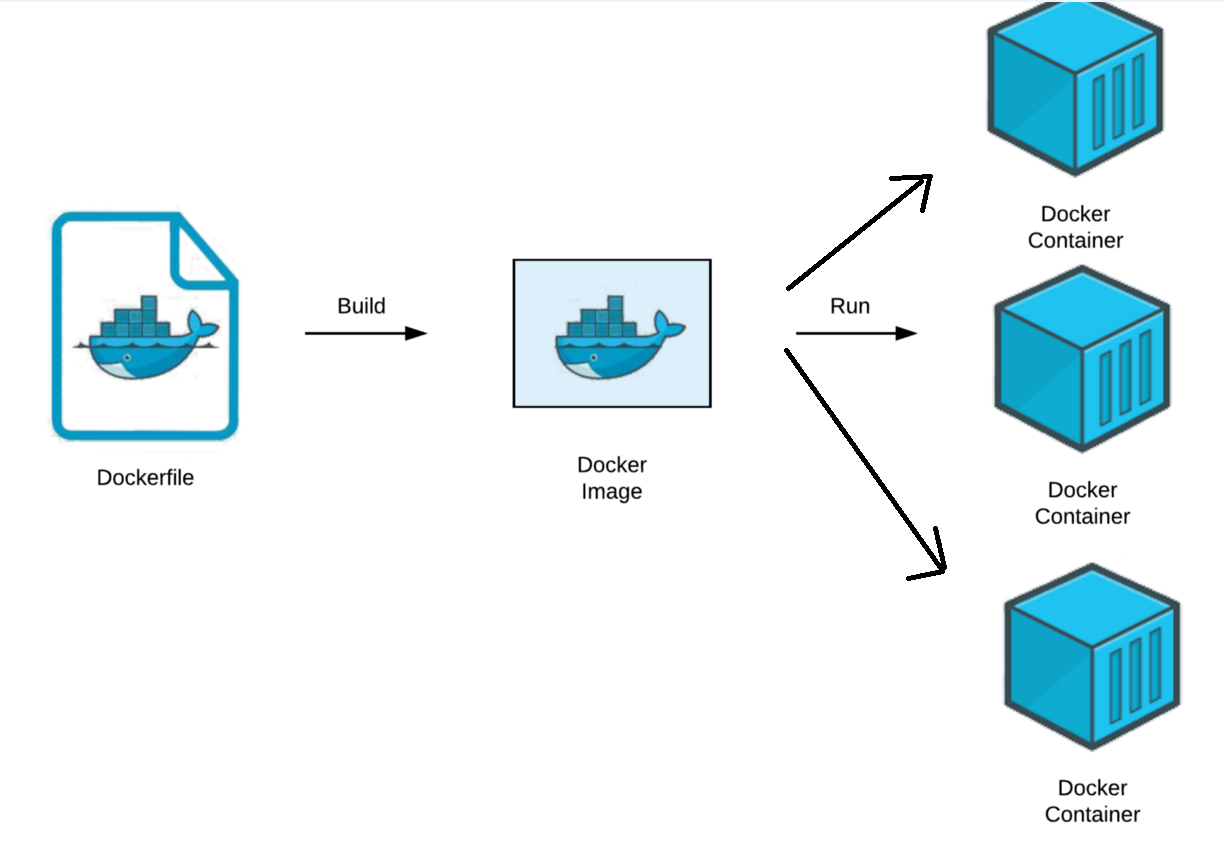 Docker
Container
Build
Run
Dockerfile
Docker
Image
Docker
Container
Docker
Container